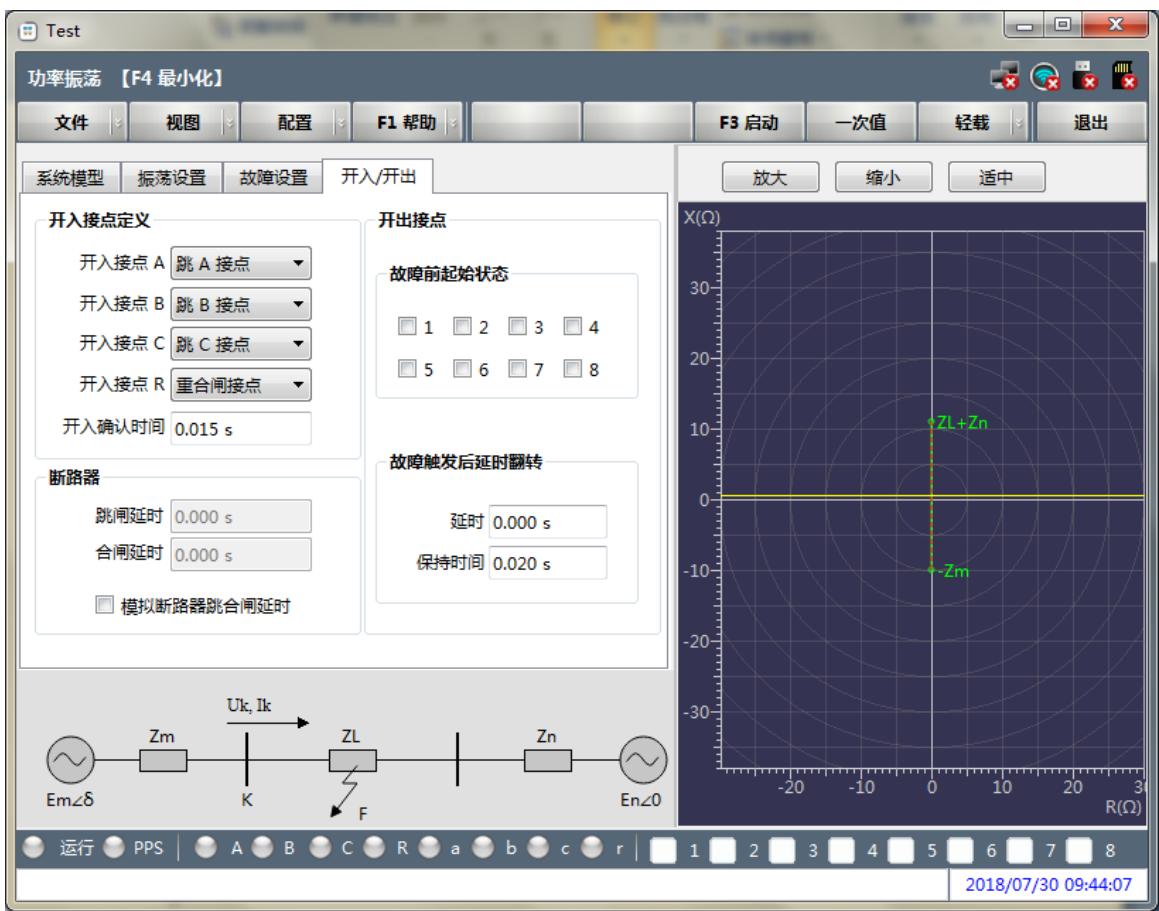 Test
功率振荡 【F4 最小化】
文件 视图 配置 F1 帮助 F3 启动 一次值 轻载 退出
系统模型 振荡设置 故障设置 开入/开出
开入接点定义
开入接点 A 跳 A 接点
开入接点 B 跳 B 接点
开入接点 C 跳 C 接点
开入接点 R 重合闸接点
开入确认时间 0.015 s
断路器
跳闸延时 0.000 s
合闸延时 0.000 s
模拟断路器跳合闸延时
开出接点
故障前起始状态
1 2 3 4
5 6 7 8
故障触发后延时翻转
延时 0.000 s
保持时间 0.020 s
放大 缩小 适中
X(Ω)
30
20
10
0
-10
-20
-30
ZL+Zn
-Zm
-20 -10 0 10 20 3
R(Ω)
Uk, Ik
Zm ZL Zn
Em∠δ K F En∠0
运行 PPS A B C R a b c r 1 2 3 4 5 6 7 8
2018/07/30 09:44:07